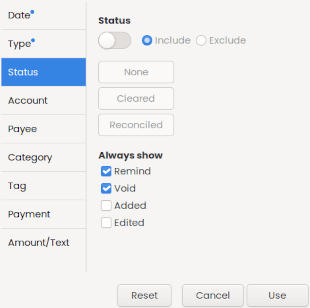 Date
Type
Status
Account
Payee
Category
Tag
Payment
Amount/Text
Status
Include Exclude
None
Cleared
Reconciled
Always show
Remind
Void
Added
Edited
Reset Cancel Use